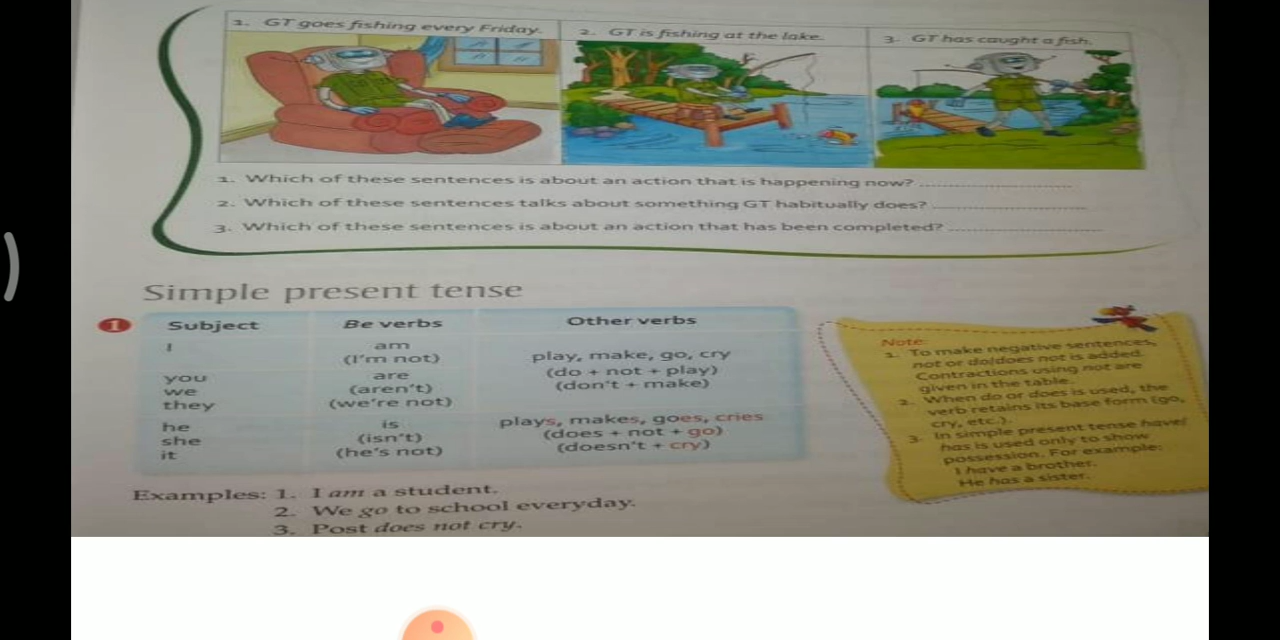 1. GT goes fishing every Friday.
2. GT is fishing at the lake.
3. GT has caught a fish.
1. Which of these sentences is about an action that is happening now? ..............................
2. Which of these sentences talks about something GT habitually does? ..............................
3. Which of these sentences is about an action that has been completed? ..............................
Simple present tense
1
Subject Be verbs Other verbs
I am
(I'm not)
play, make, go, cry
(do + not + play)
(don't + make)
you are
we (aren't)
they (we're not)
he is
she (isn't)
it (he's not)
plays, makes, goes, cries
(does + not + go)
(doesn't + cry)
Note:
1. To make negative sentences,
not or do/does not is added.
Contractions using not are
given in the table.
2. When do or does is used, the
verb retains its base form (go,
cry, etc.).
3. In simple present tense have/
has is used only to show
possession. For example:
I have a brother.
He has a sister.
Examples: 1. I am a student.
2. We go to school everyday.
3. Post does not cry.